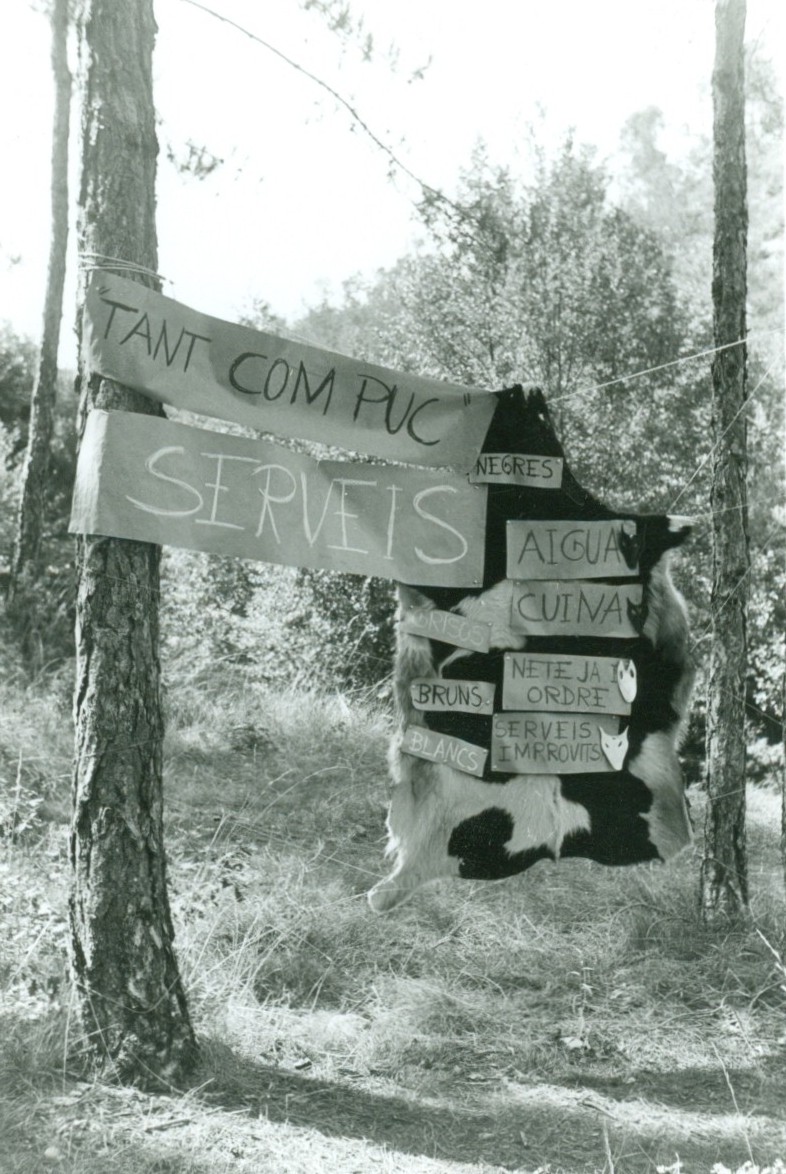 "TANT COM PUC"
SERVEIS
NEGRES
AIGUA
CUINA
GRISOS
NETEJA I
ORDRE
BRUNS
SERVEIS
IMPROVITS
BLANCS